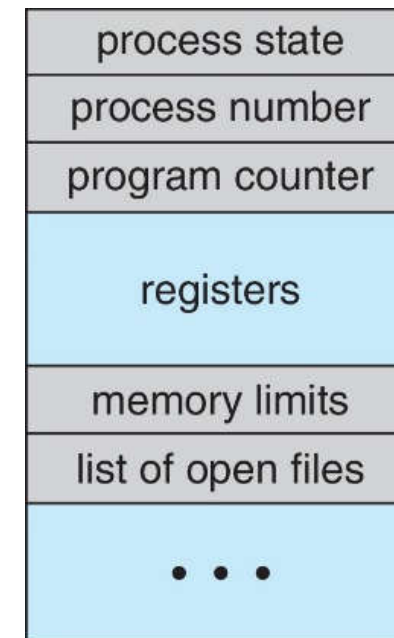 process state
process number
program counter
registers
memory limits
list of open files
• • •